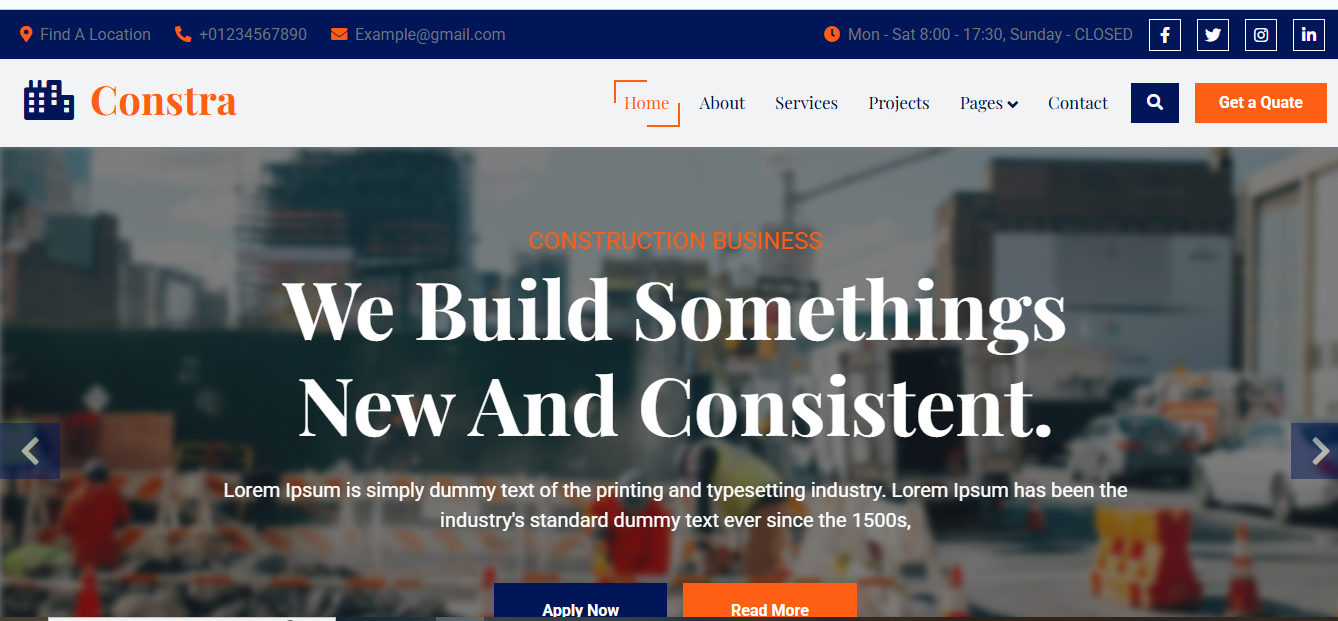 Find A Location +01234567890 Example@gmail.com Mon - Sat 8:00 - 17:30, Sunday - CLOSED
Constra Home About Services Projects Pages Contact Get a Quate
CONSTRUCTION BUSINESS
We Build Somethings
New And Consistent.
Lorem Ipsum is simply dummy text of the printing and typesetting industry. Lorem Ipsum has been the
industry's standard dummy text ever since the 1500s,
Apply Now Read More